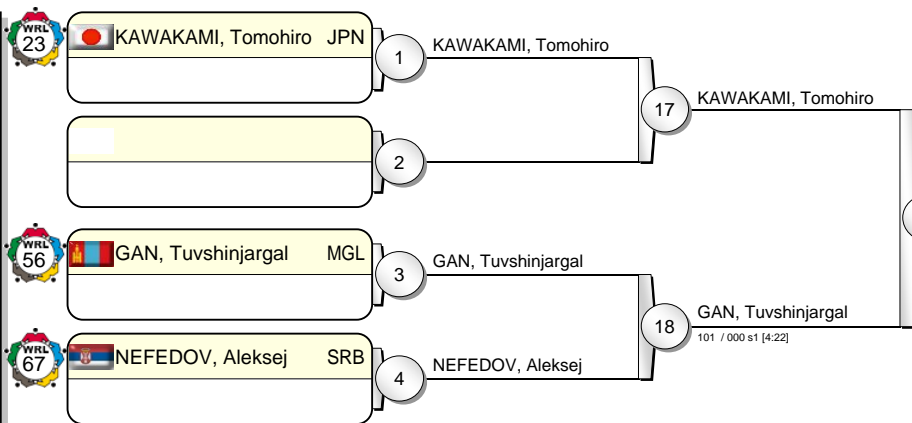 WRL
23
KAWAKAMI, Tomohiro JPN
1
KAWAKAMI, Tomohiro
17
KAWAKAMI, Tomohiro
2
WRL
56
GAN, Tuvshinjargal MGL
3
GAN, Tuvshinjargal
18
GAN, Tuvshinjargal
101 / 000 s1 [4:22]
WRL
67
NEFEDOV, Aleksej SRB
4
NEFEDOV, Aleksej